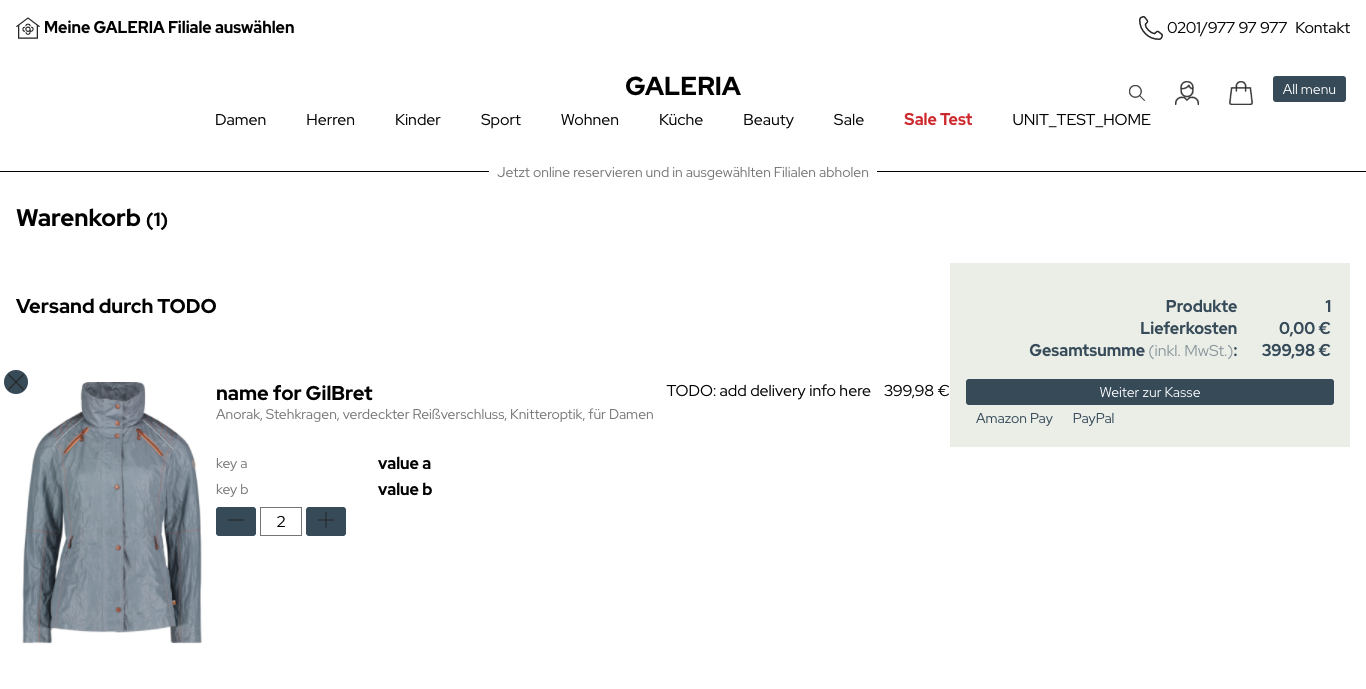 Meine GALERIA Filiale auswählen
0201/977 97 977 Kontakt
GALERIA
All menu
Damen Herren Kinder Sport Wohnen Küche Beauty Sale Sale Test UNIT_TEST_HOME
Jetzt online reservieren und in ausgewählten Filialen abholen
Warenkorb (1)
Versand durch TODO
name for GilBret
Anorak, Stehkragen, verdeckter Reißverschluss, Knitteroptik, für Damen
TODO: add delivery info here 399,98 €
key a value a
key b value b
2
Produkte 1
Lieferkosten 0,00 €
Gesamtsumme (inkl. MwSt.): 399,98 €
Weiter zur Kasse
Amazon Pay PayPal